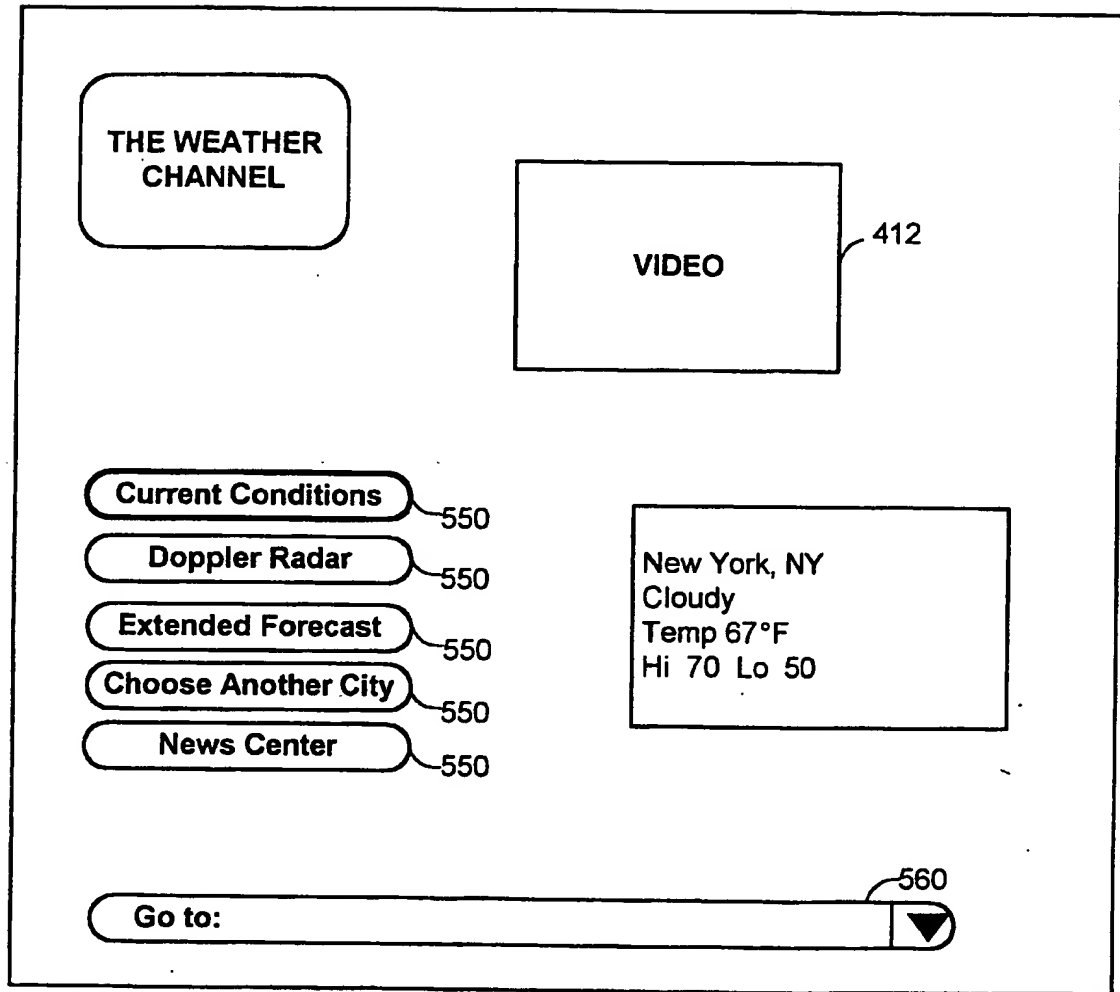 THE WEATHER
CHANNEL
VIDEO
412
Current Conditions
550
Doppler Radar
550
Extended Forecast
550
Choose Another City
550
News Center
550
New York, NY
Cloudy
Temp 67°F
Hi 70 Lo 50
560
Go to: